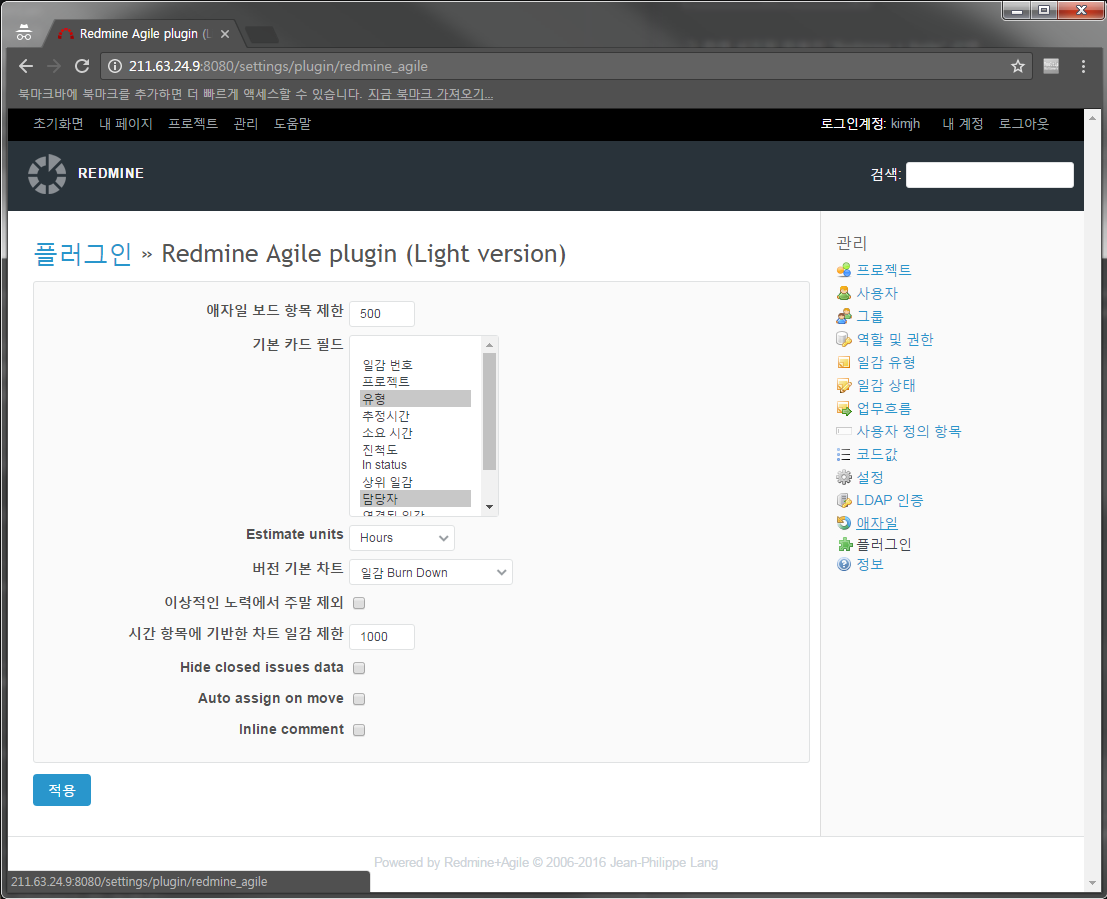 Redmine Agile plugin (L
211.63.24.9:8080/settings/plugin/redmine_agile
북마크바에 북마크를 추가하면 더 빠르게 액세스할 수 있습니다. 지금 북마크 가져오기...
초기화면 내 페이지 프로젝트 관리 도움말 로그인계정: kimjh 내 계정 로그아웃
REDMINE 검색:
플러그인 » Redmine Agile plugin (Light version)
애자일 보드 항목 제한 500
기본 카드 필드
일감 번호
프로젝트
유형
추정시간
소요 시간
진척도
In status
상위 일감
담당자
연결된 일감
Estimate units Hours
버전 기본 차트 일감 Burn Down
이상적인 노력에서 주말 제외
시간 항목에 기반한 차트 일감 제한 1000
Hide closed issues data
Auto assign on move
Inline comment
적용
관리
프로젝트
사용자
그룹
역할 및 권한
일감 유형
일감 상태
업무흐름
사용자 정의 항목
코드값
설정
LDAP 인증
애자일
플러그인
정보
Powered by Redmine+Agile © 2006-2016 Jean-Philippe Lang
211.63.24.9:8080/settings/plugin/redmine_agile